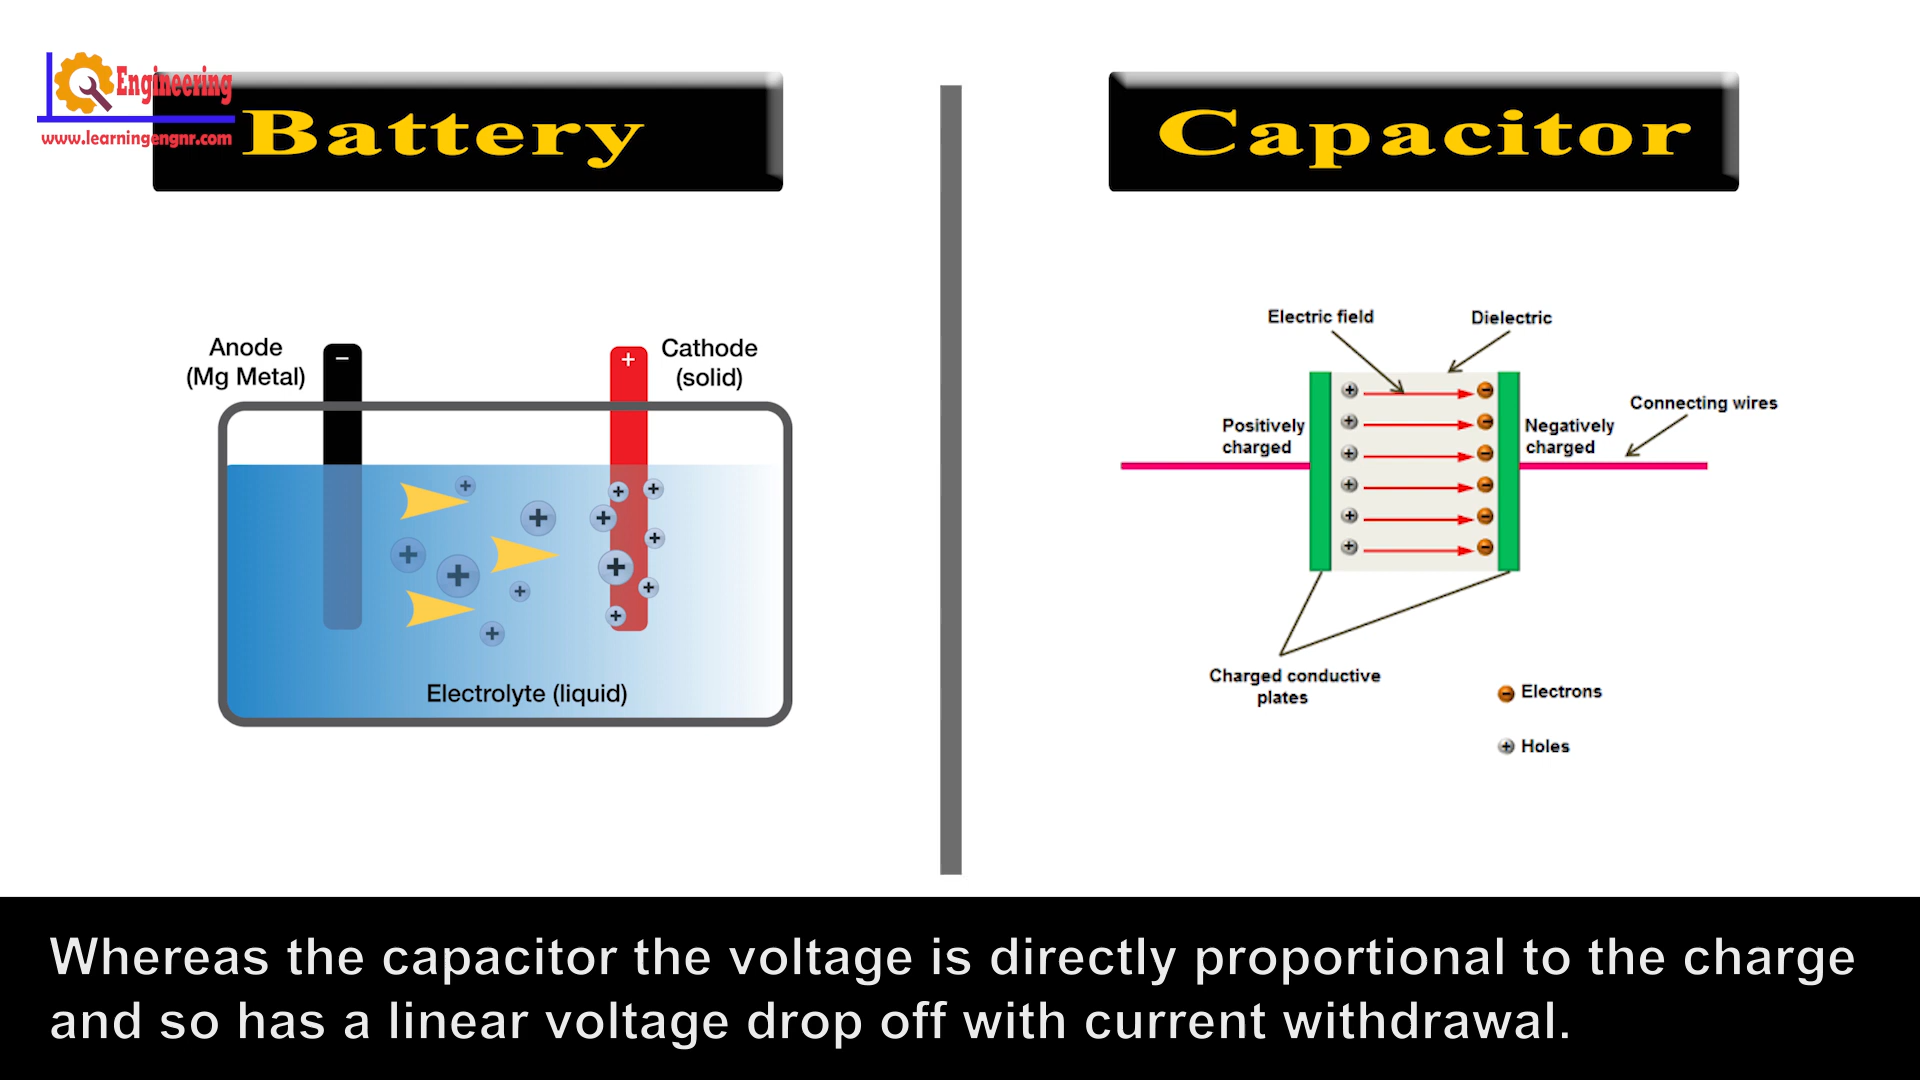 Engineering
www.learningengnr.com
Battery
Capacitor
Anode
(Mg Metal)
−
+
Cathode
(solid)
Electrolyte (liquid)
Electric field
Dielectric
Connecting wires
Positively
charged
Negatively
charged
Charged conductive
plates
Electrons
Holes
Whereas the capacitor the voltage is directly proportional to the charge
and so has a linear voltage drop off with current withdrawal.